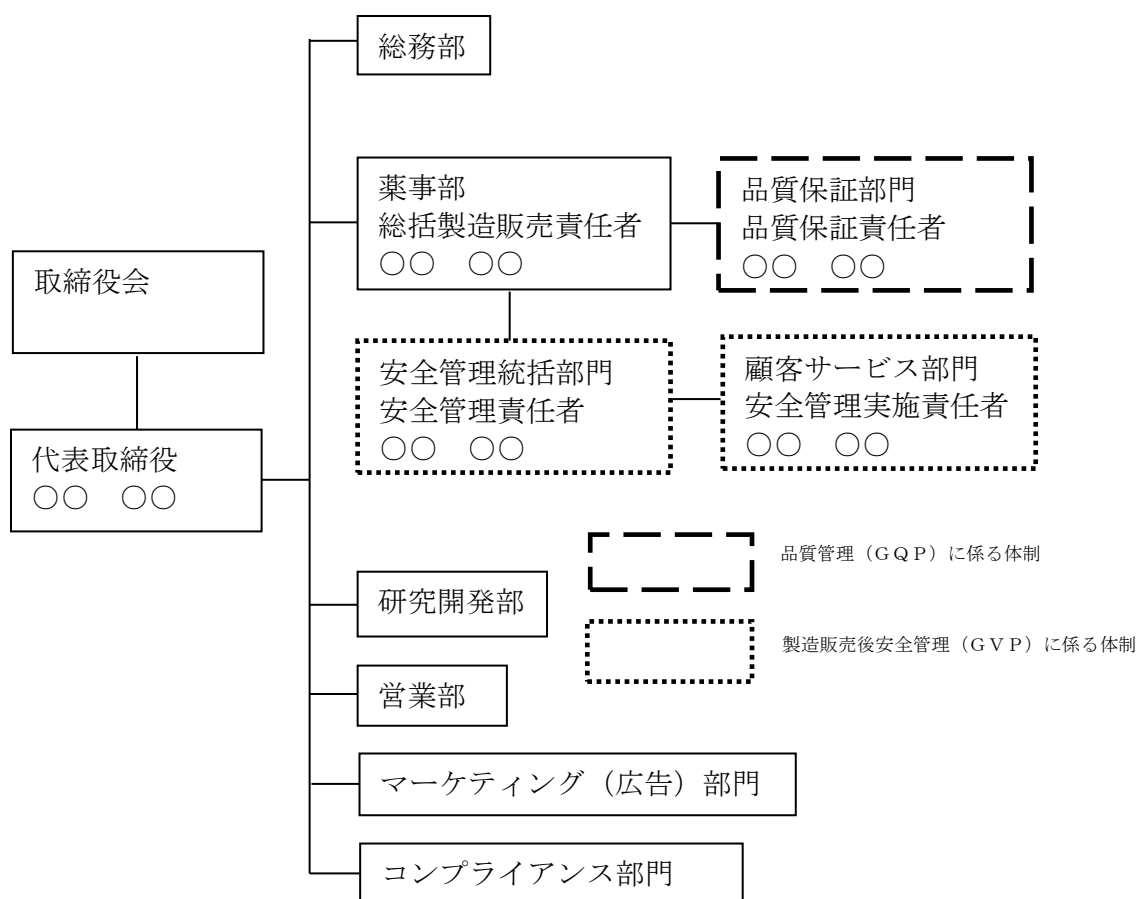 総務部
薬事部
総括製造販売責任者
○○　○○
品質保証部門
品質保証責任者
○○　○○
取締役会
安全管理統括部門
安全管理責任者
○○　○○
顧客サービス部門
安全管理実施責任者
○○　○○
代表取締役
○○　○○
品質管理（ＧＱＰ）に係る体制
研究開発部
製造販売後安全管理（ＧＶＰ）に係る体制
営業部
マーケティング（広告）部門
コンプライアンス部門